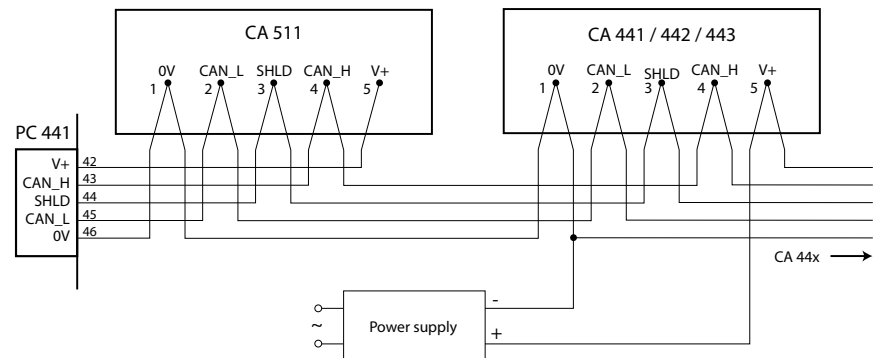 CA 511
0V CAN_L SHLD CAN_H V+
1 2 3 4 5
CA 441 / 442 / 443
0V CAN_L SHLD CAN_H V+
1 2 3 4 5
PC 441
V+ 42
CAN_H 43
SHLD 44
CAN_L 45
0V 46
CA 44x
Power supply
-
+
~